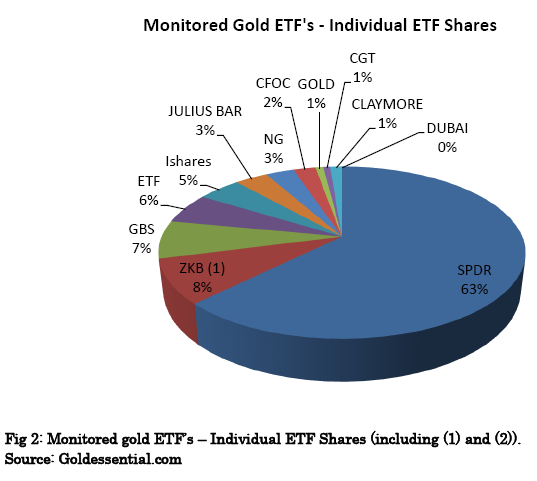 Monitored Gold ETF's - Individual ETF Shares
CGT
1%
CFOC
2%
GOLD
1%
CLAYMORE
1%
JULIUS BAR
3%
DUBAI
0%
NG
3%
Ishares
5%
ETF
6%
GBS
7%
ZKB (1)
8%
SPDR
63%
Fig 2: Monitored gold ETF's – Individual ETF Shares (including (1) and (2)).
Source: Goldessential.com